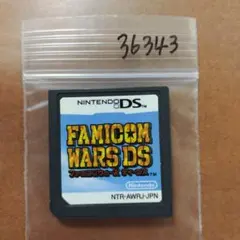 36343
NINTENDO DS
FAMICOM
WARS DS
Nintendo
NTR-AWRJ-JPN